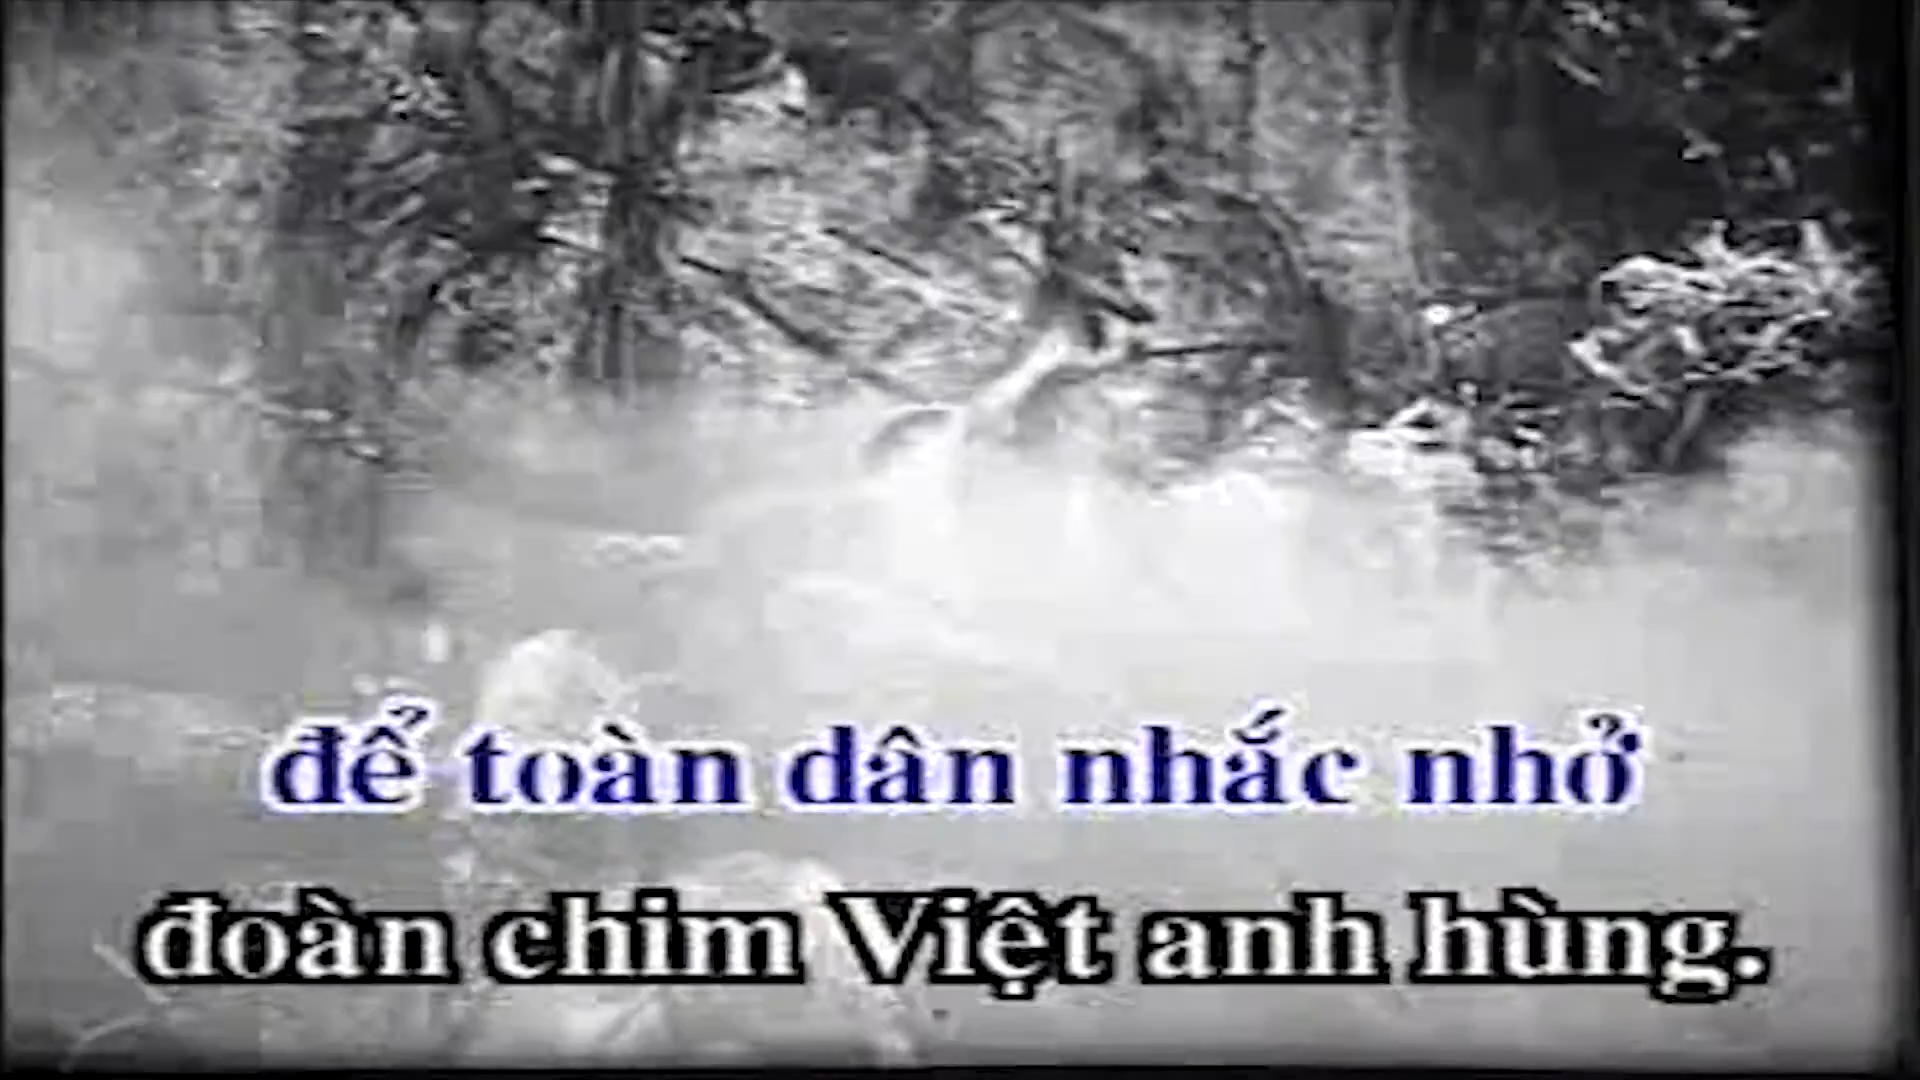 để toàn dân nhắc nhở
đoàn chim Việt anh hùng.